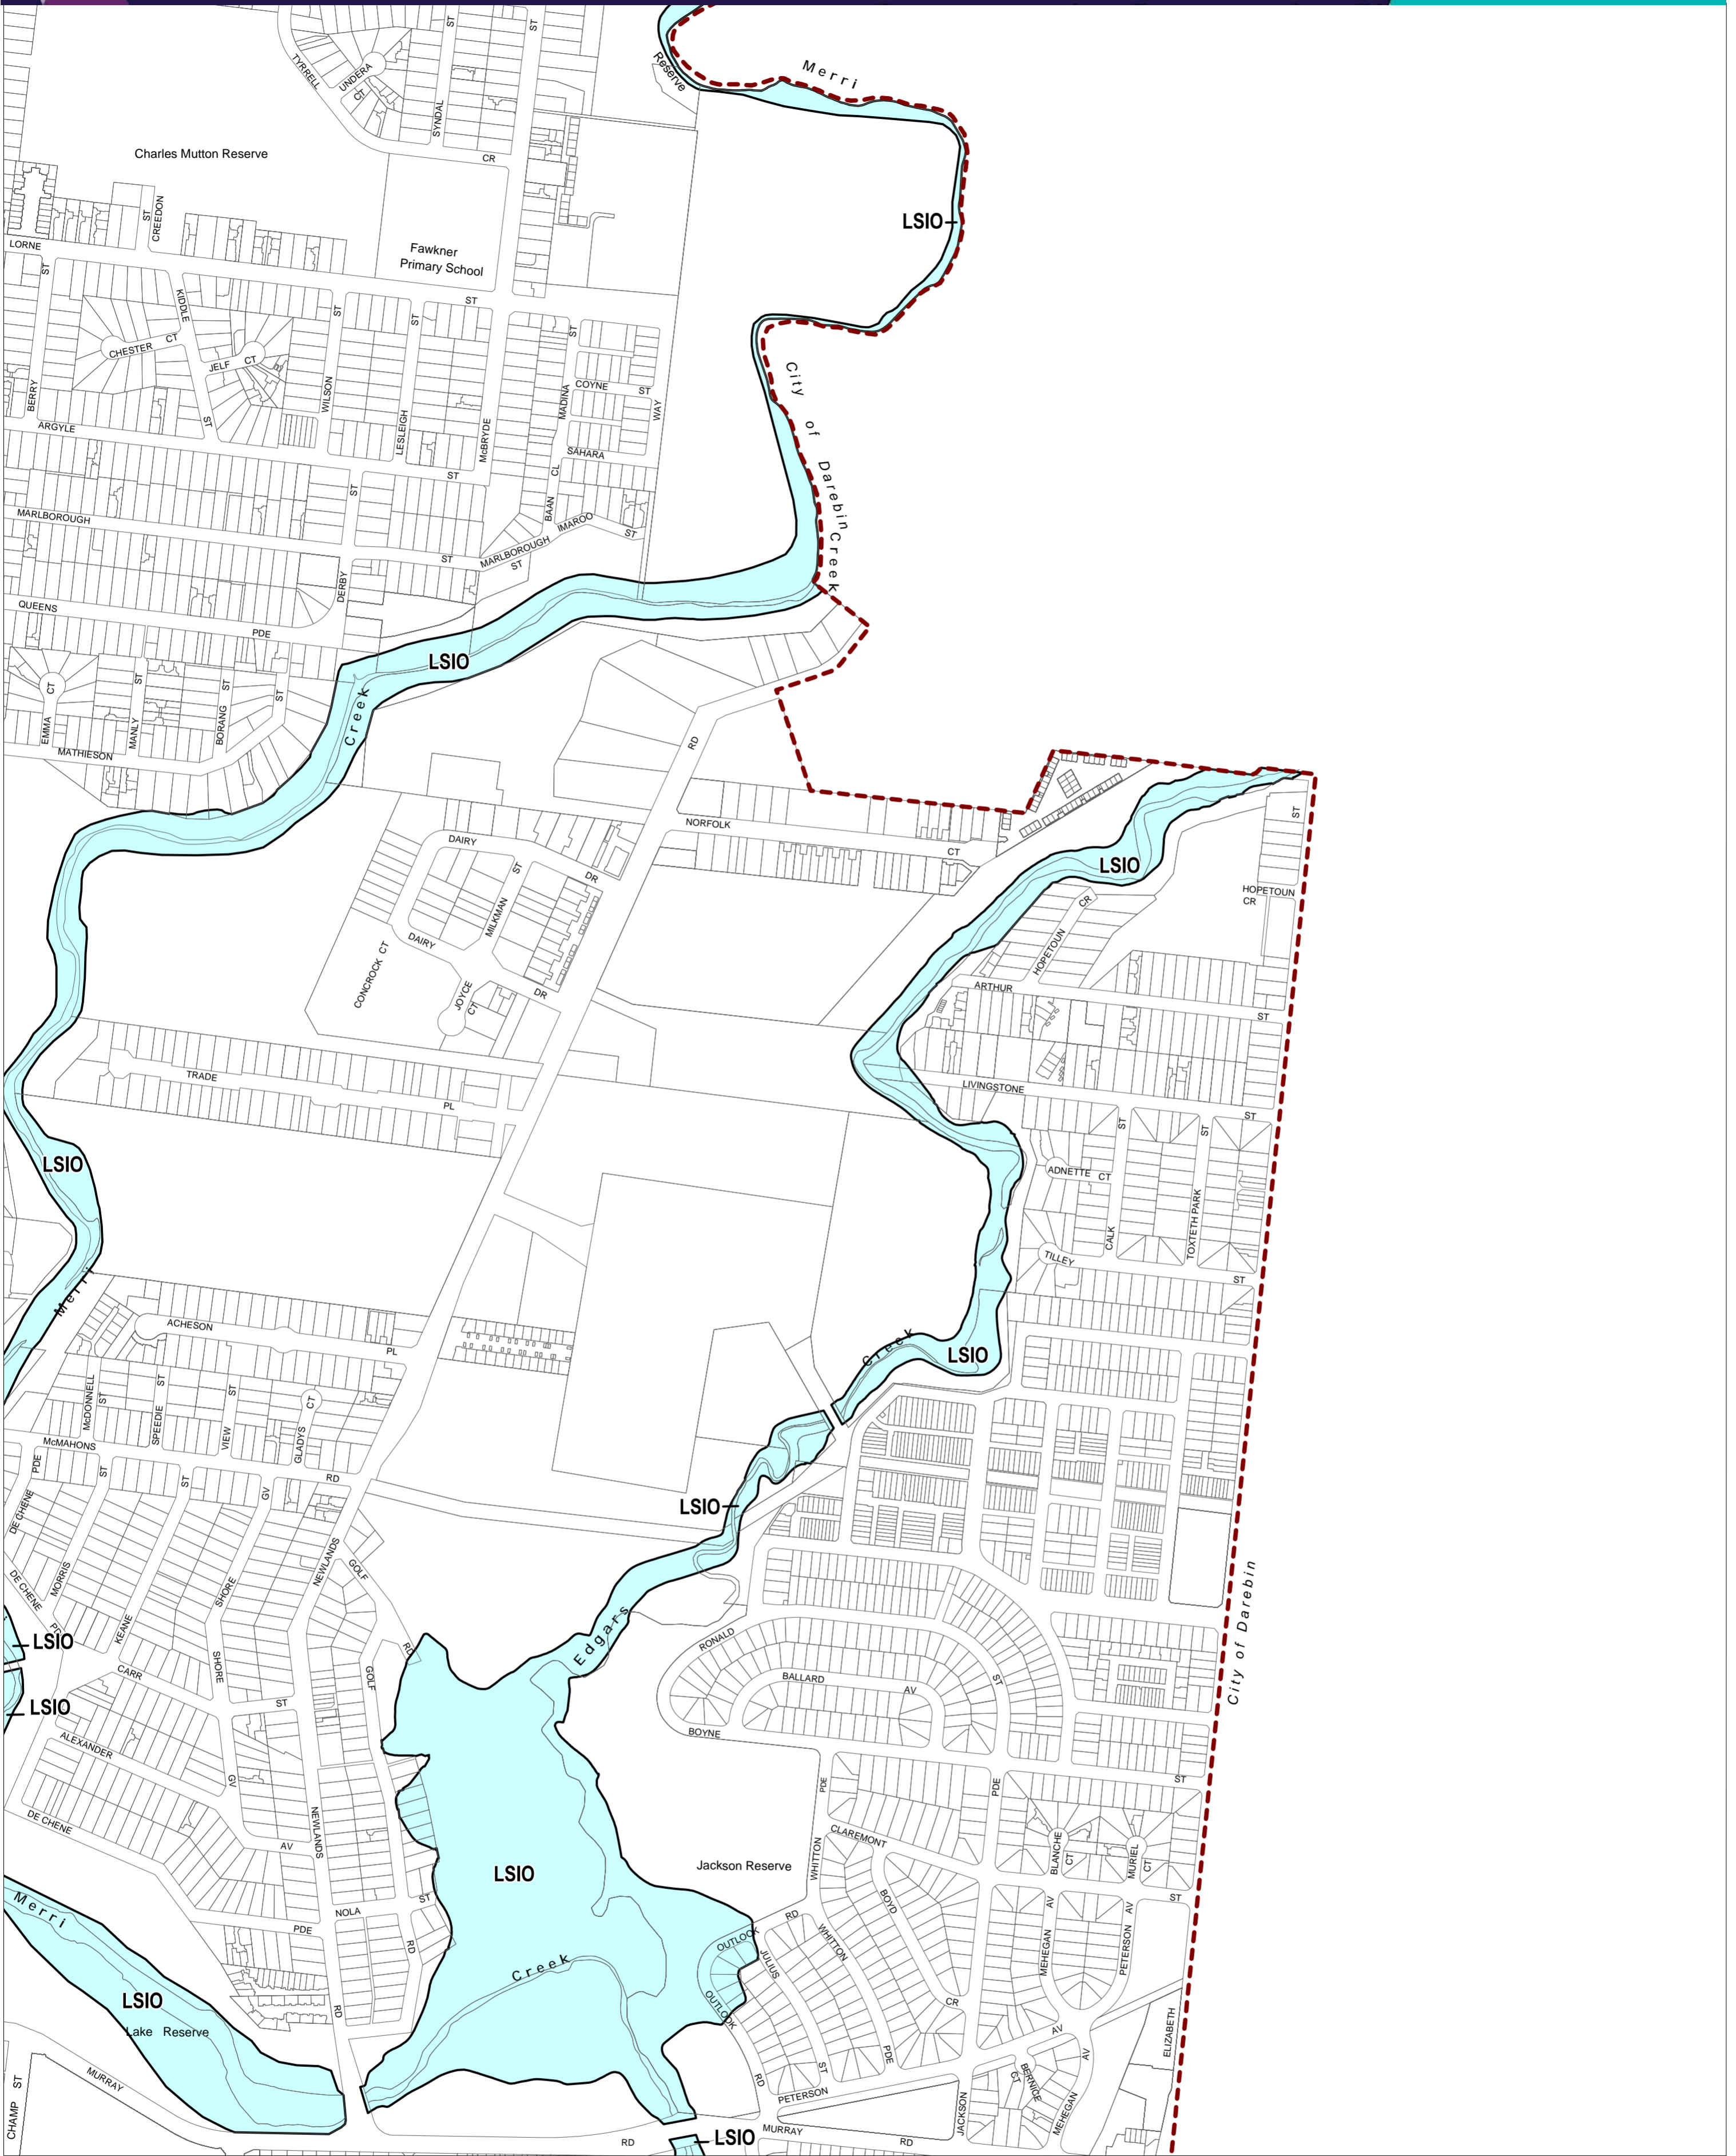 ST
ST
TYRRELL
UNDERA
CT
SYNDAL
CR
Reserve
Merri
Charles Mutton Reserve
ST
CREEDON
LORNE
Fawkner
Primary School
LSIO
ST
ST
KIDDLE
ST
ST
ST
CHESTER CT
JELF CT
BERRY
WILSON
LESLEIGH
McBRYDE
MADINA
COYNE ST
WAY
City of Darebin
ST
ARGYLE
SAHARA
ST
CL
ST
BAAN
IMAROO
ST
MARLBOROUGH
ST
MARLBOROUGH
ST
Creek
DERBY
QUEENS
PDE
LSIO
CT
ST
ST
ST
EMMA
MANLY
BORANG
MATHIESON
Creek
RD
NORFOLK
CT
ST
LSIO
HOPETOUN
CR
DAIRY
ST
DR
MILKMAN
DAIRY
CONCROCK CT
JOYCE
CT
DR
CR
HOPETOUN
ARTHUR
ST
TRADE
PL
LIVINGSTONE
ST
ST
ST
LSIO
ADNETTE CT
CALK
TOXTETH PARK
TILLEY
ST
Merri
ACHESON
PL
Creek
LSIO
McDONNELL
ST
SPEEDIE
ST
VIEW
ST
GLADYS
CT
McMAHONS
RD
PDE
ST
ST
GV
DE CHENE
LSIO
NEWLANDS
GOLF
DE CHENE
PDE
MORRIS
KEANE
SHORE
City of Darebin
LSIO
Edgars
RD
RONALD
BALLARD
AV
ST
CARR
SHORE
GOLF
LSIO
ST
BOYNE
ALEXANDER
GV
PDE
PDE
ST
DE CHENE
AV
NEWLANDS
CLAREMONT
WHITTON
BLANCHE
CT
MURIEL
CT
LSIO
Jackson Reserve
ST
Merri
NOLA
ST
PDE
RD
BOYD
AV
AV
MEHEGAN
PETERSON
RD
OUTLOOK
WHITTON
JULIUS
Creek
OUTLOOK
LSIO
Lake Reserve
RD
CR
AV
ELIZABETH
MURRAY
ST
PDE
AV
CT
BERNICE
RD
PETERSON
JACKSON
MEHEGAN
CHAMP ST
MURRAY
RD
LSIO
RD